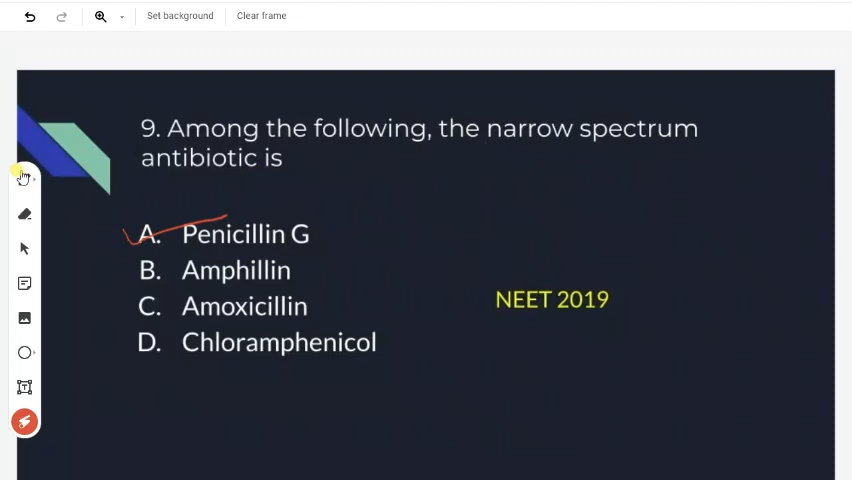 Set background
Clear frame
9. Among the following, the narrow spectrum
antibiotic is
A. Penicillin G
B. Amphillin
C. Amoxicillin
NEET 2019
D. Chloramphenicol